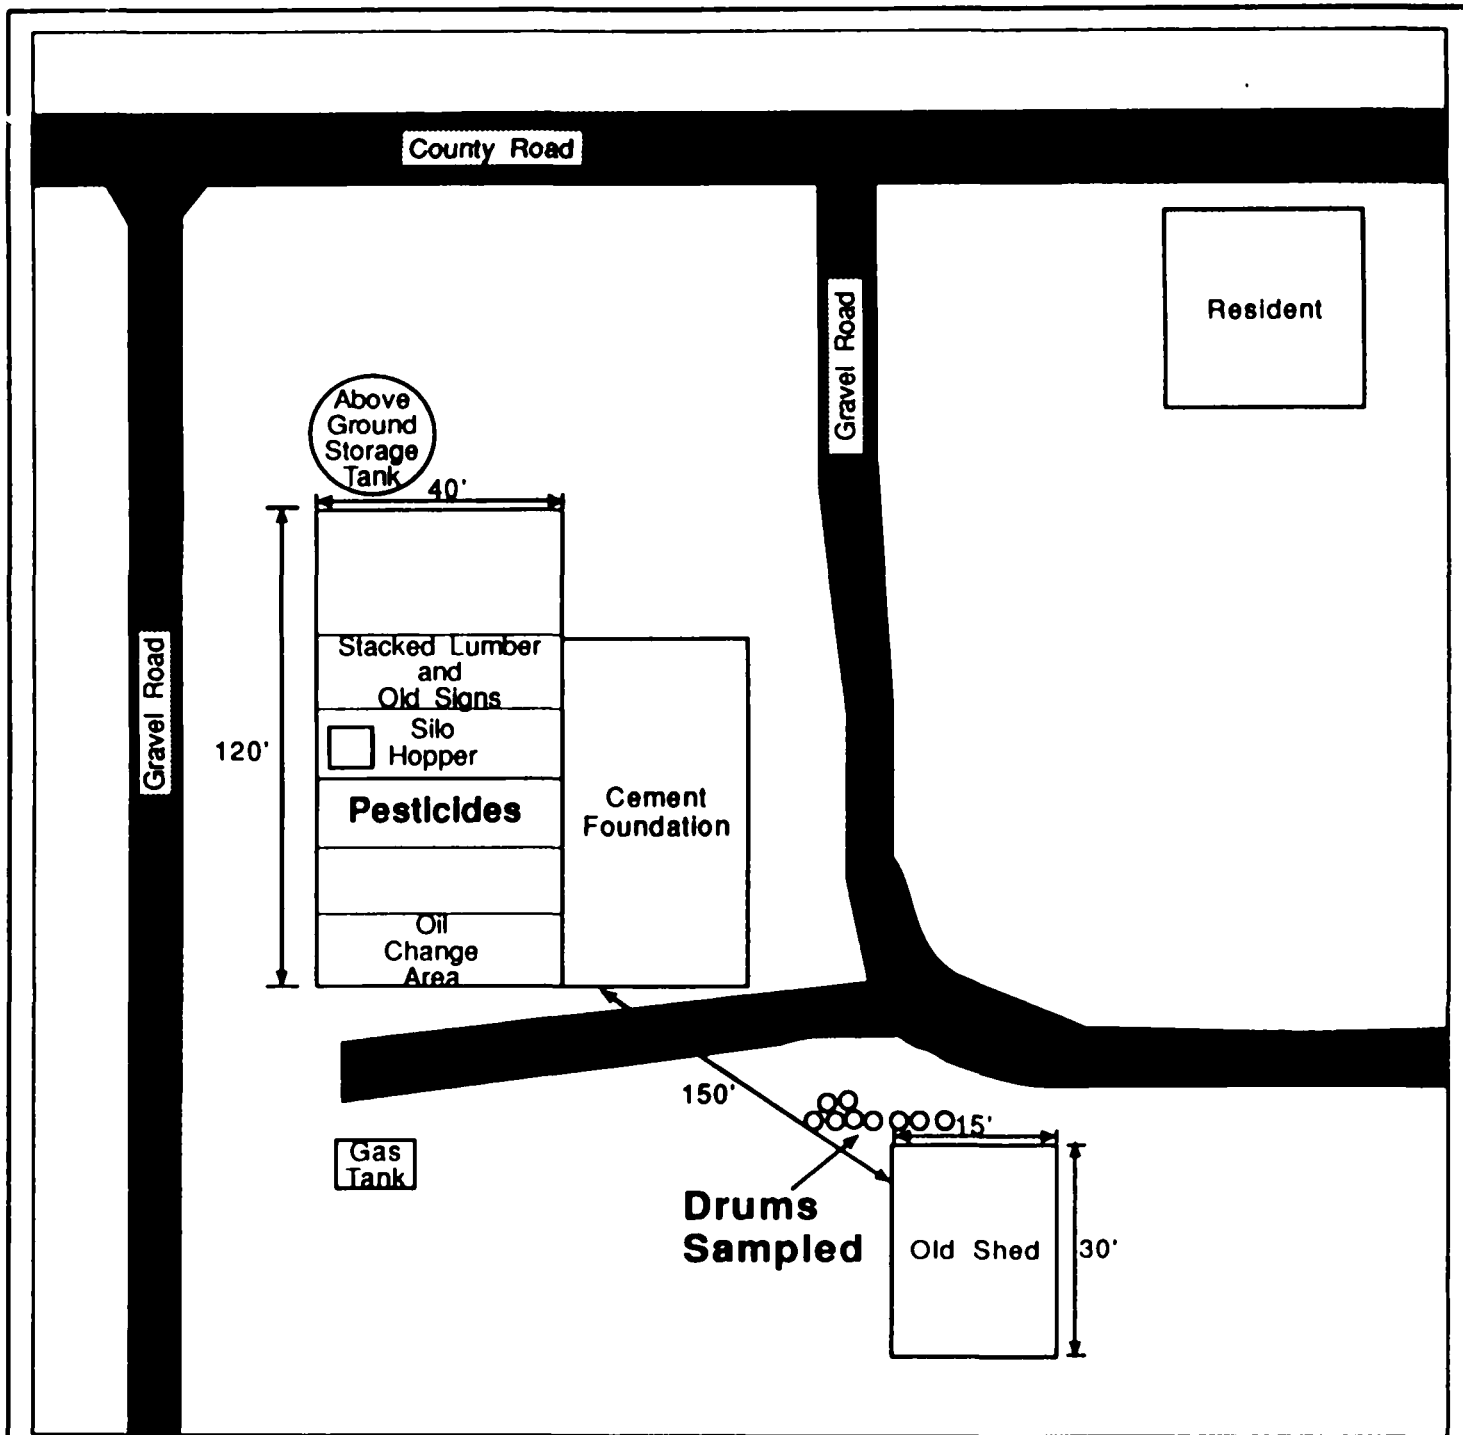 County Road
Gravel Road
Resident
Above
Ground
Storage
Tank
40'
Stacked Lumber
and
Old Signs
Silo
Hopper
Gravel Road
120'
Pesticides
Cement
Foundation
Oil
Change
Area
150'
15'
Gas
Tank
Drums
Sampled
Old Shed
30'